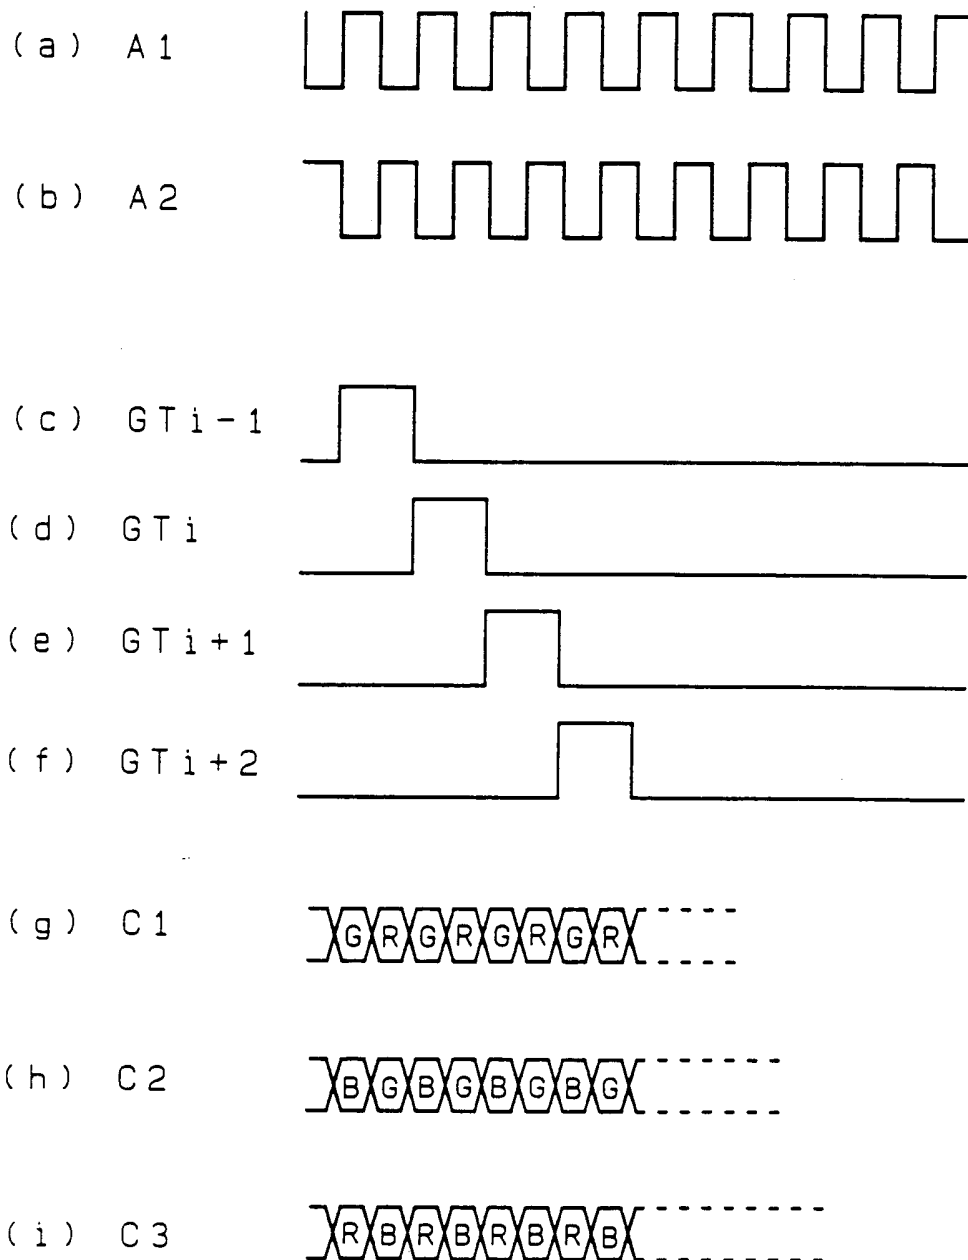 (a) A1
(b) A2
(c) GTi-1
(d) GTi
(e) GTi+1
(f) GTi+2
(g) C1 G R G R G R G R
(h) C2 B G B G B G B G
(i) C3 R B R B R B R B